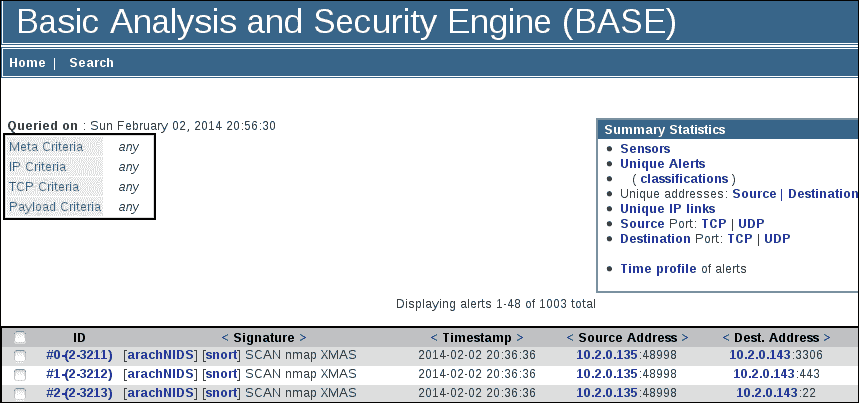 Basic Analysis and Security Engine (BASE)
Home | Search
Queried on : Sun February 02, 2014 20:56:30
Meta Criteria any
IP Criteria any
TCP Criteria any
Payload Criteria any
Summary Statistics
Sensors
Unique Alerts
( classifications )
Unique addresses: Source | Destination
Unique IP links
Source Port: TCP | UDP
Destination Port: TCP | UDP
Time profile of alerts
Displaying alerts 1-48 of 1003 total
ID < Signature > < Timestamp > < Source Address > < Dest. Address >
#0-(2-3211) [arachNIDS] [snort] SCAN nmap XMAS 2014-02-02 20:36:36 10.2.0.135:48998 10.2.0.143:3306
#1-(2-3212) [arachNIDS] [snort] SCAN nmap XMAS 2014-02-02 20:36:36 10.2.0.135:48998 10.2.0.143:443
#2-(2-3213) [arachNIDS] [snort] SCAN nmap XMAS 2014-02-02 20:36:36 10.2.0.135:48998 10.2.0.143:22